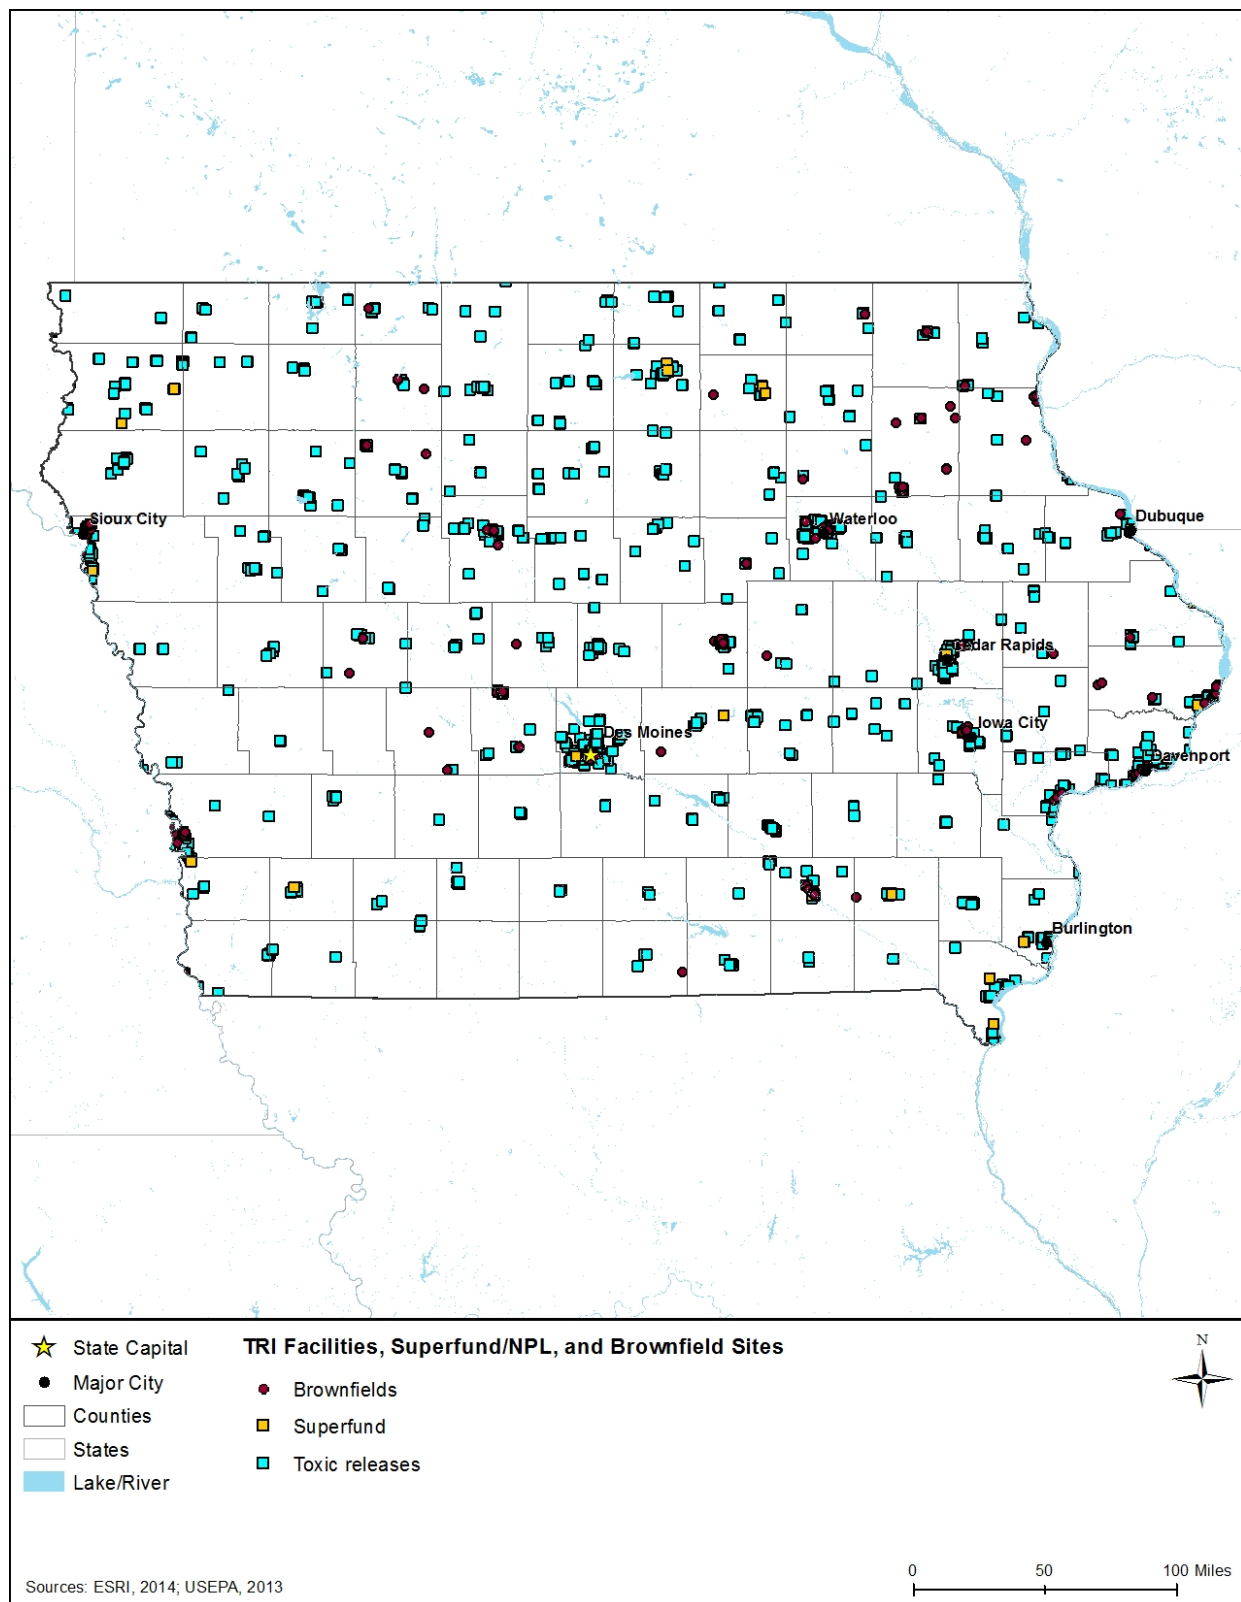 Sioux City
Waterloo
Dubuque
Cedar Rapids
Iowa City
Des Moines
Davenport
Burlington
State Capital
TRI Facilities, Superfund/NPL, and Brownfield Sites
N
Major City
Brownfields
Counties
Superfund
States
Toxic releases
Lake/River
0 50 100 Miles
Sources: ESRI, 2014; USEPA, 2013